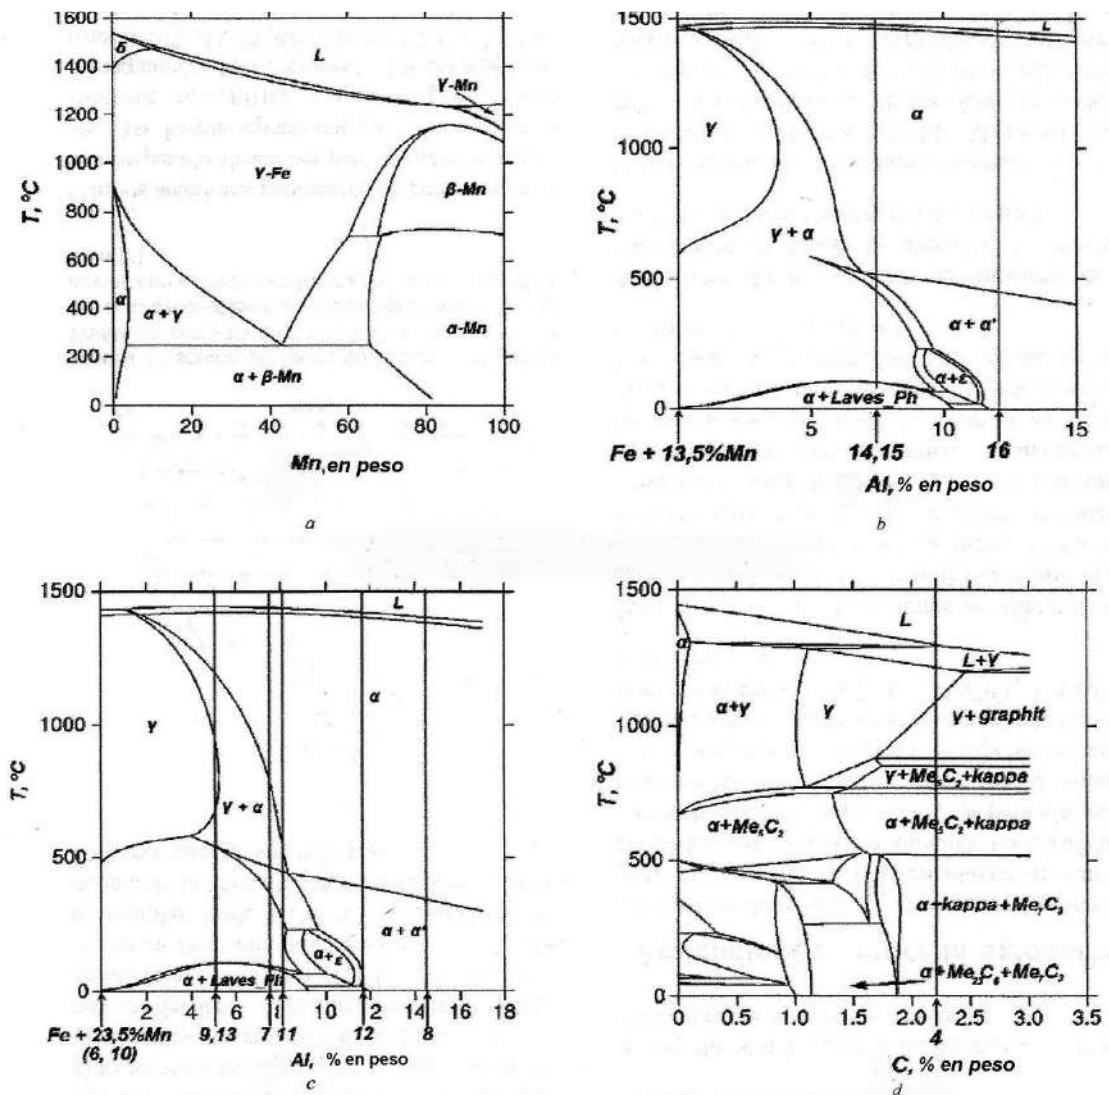 1600
1400
1200
1000
800
600
400
200
0
T, °C
δ
L
γ-Mn
γ-Fe
β-Mn
α
α + γ
α-Mn
α + β-Mn
0 20 40 60 80 100
Mn, en peso
a
1500
1000
500
0
T, °C
L
γ
α
γ + α
α + α'
α+ε
α + Laves_Ph
5 10 15
Fe + 13,5%Mn 14,15 16
Al, % en peso
b
1500
1000
500
0
T, °C
L
γ
α
γ + α
α + α'
α+ε
α + Laves_Ph
2 4 6 8 10 12 14 16 18
Fe + 23,5%Mn 9,13 7 11 12 8
(6, 10)
Al, % en peso
c
1500
1000
500
0
T, °C
L
α
L+γ
α+γ
γ
γ+graphit
γ+Me₅C₂+kappa
α+Me₅C₂
α+Me₅C₂+kappa
α+kappa+Me₇C₃
α+Me₂₃C₆+Me₇C₃
0 0.5 1.0 1.5 2.0 2.5 3.0 3.5
4
C, % en peso
d